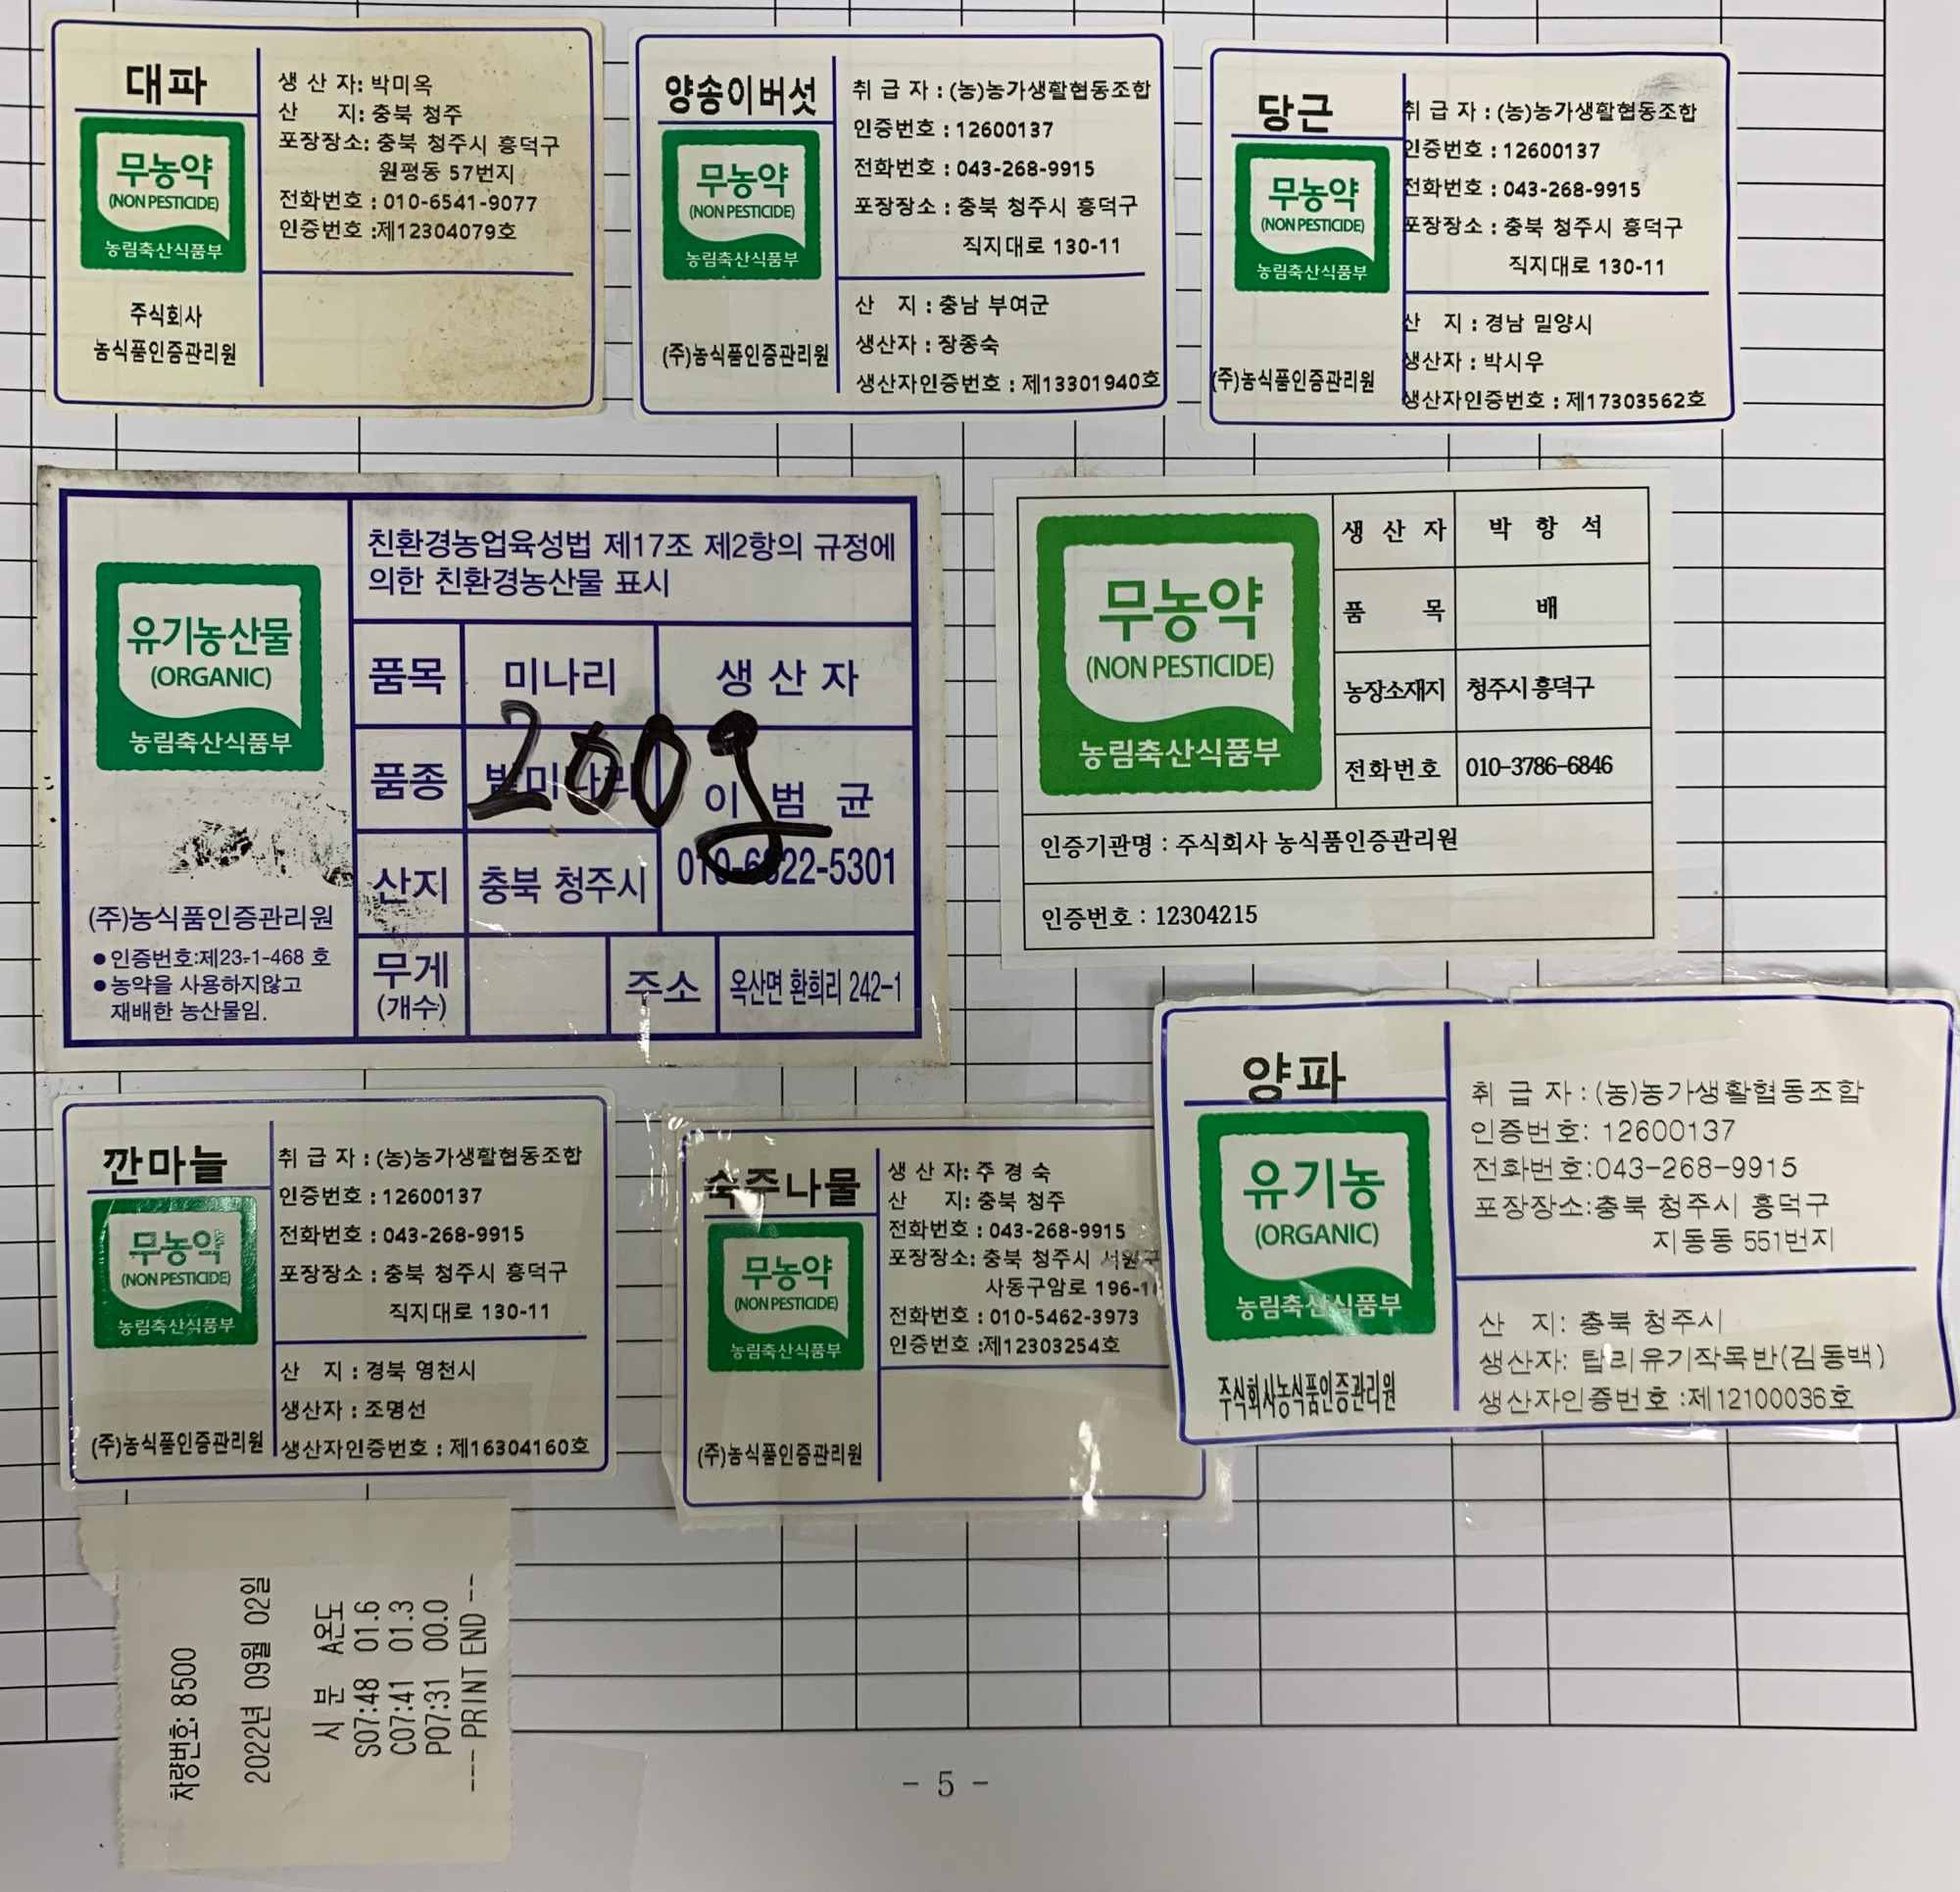 대파
무농약
(NON PESTICIDE)
농림축산식품부
주식회사
농식품인증관리원
생 산 자: 박미옥
산 지: 충북 청주
포장장소: 충북 청주시 흥덕구
원평동 57번지
전화번호 : 010-6541-9077
인증번호 :제12304079호
양송이버섯
무농약
(NON PESTICIDE)
농림축산식품부
(주)농식품인증관리원
취 급 자 : (농)농가생활협동조합
인증번호 : 12600137
전화번호 : 043-268-9915
포장장소 : 충북 청주시 흥덕구
직지대로 130-11
산 지 : 충남 부여군
생산자 : 장종숙
생산자인증번호 : 제13301940호
당근
무농약
(NON PESTICIDE)
농림축산식품부
(주)농식품인증관리원
취 급 자 : (농)농가생활협동조합
인증번호 : 12600137
전화번호 : 043-268-9915
포장장소 : 충북 청주시 흥덕구
직지대로 130-11
산 지 : 경남 밀양시
생산자 : 박시우
생산자인증번호 : 제17303562호
유기농산물
(ORGANIC)
농림축산식품부
(주)농식품인증관리원
● 인증번호:제23-1-468 호
● 농약을 사용하지않고
재배한 농산물임.
친환경농업육성법 제17조 제2항의 규정에
의한 친환경농산물 표시
품목 미나리 생 산 자
200g
품종 이 범 균
산지 충북 청주시
무게 (개수) 주소 옥산면 환희리 242-1
무농약
(NON PESTICIDE)
농림축산식품부
생 산 자 박 항 석
품 목 배
농장소재지 청주시 흥덕구
전화번호 010-3786-6846
인증기관명 : 주식회사 농식품인증관리원
인증번호 : 12304215
깐마늘
무농약
(NON PESTICIDE)
농림축산식품부
(주)농식품인증관리원
취 급 자 : (농)농가생활협동조합
인증번호 : 12600137
전화번호 : 043-268-9915
포장장소 : 충북 청주시 흥덕구
직지대로 130-11
산 지 : 경북 영천시
생산자 : 조명선
생산자인증번호 : 제16304160호
숙주나물
무농약
(NON PESTICIDE)
농림축산식품부
(주)농식품인증관리원
생 산 자: 주 경 숙
산 지: 충북 청주
전화번호 : 043-268-9915
포장장소: 충북 청주시 서원구
사동구암로
전화번호 : 010-5462-3973
인증번호 :제12303254호
양파
유기농
(ORGANIC)
농림축산식품부
주식회사농식품인증관리원
취 급 자 : (농)농가생활협동조합
인증번호: 12600137
전화번호:043-268-9915
포장장소:충북 청주시 흥덕구
지동동 551번지
산 지: 충북 청주시
생산자: 탑리유기작목반(김동백)
생산자인증번호 :제12100036호
차량번호: 8500
2022년 09월 02일
시 분 A온도
S07:48 01.6
C07:41 01.3
P07:31 00.0
---- PRINT END --
- 5 -